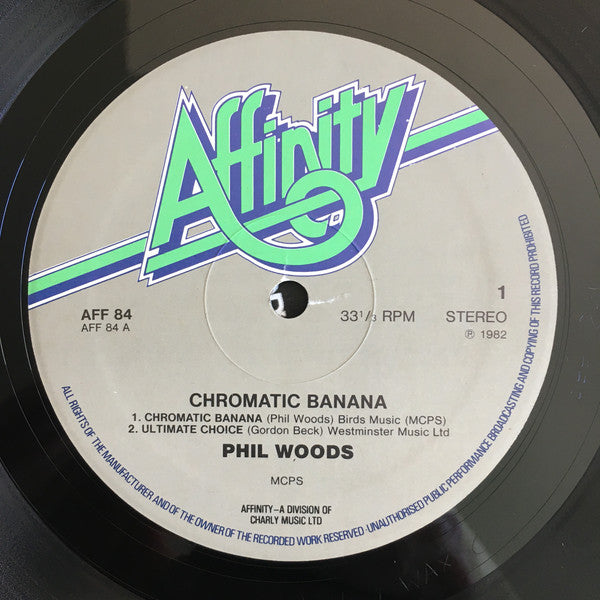 Affinity
AFF 84
AFF 84 A
33 1/3 RPM
1
STEREO
℗ 1982
CHROMATIC BANANA
1. CHROMATIC BANANA (Phil Woods) Birds Music (MCPS)
2. ULTIMATE CHOICE (Gordon Beck) Westminster Music Ltd
PHIL WOODS
MCPS
AFFINITY–A DIVISION OF
CHARLY MUSIC LTD
ALL RIGHTS OF THE MANUFACTURER AND OF THE OWNER OF THE RECORDED WORK RESERVED · UNAUTHORISED PUBLIC PERFORMANCE BROADCASTING AND COPYING OF THIS RECORD PROHIBITED